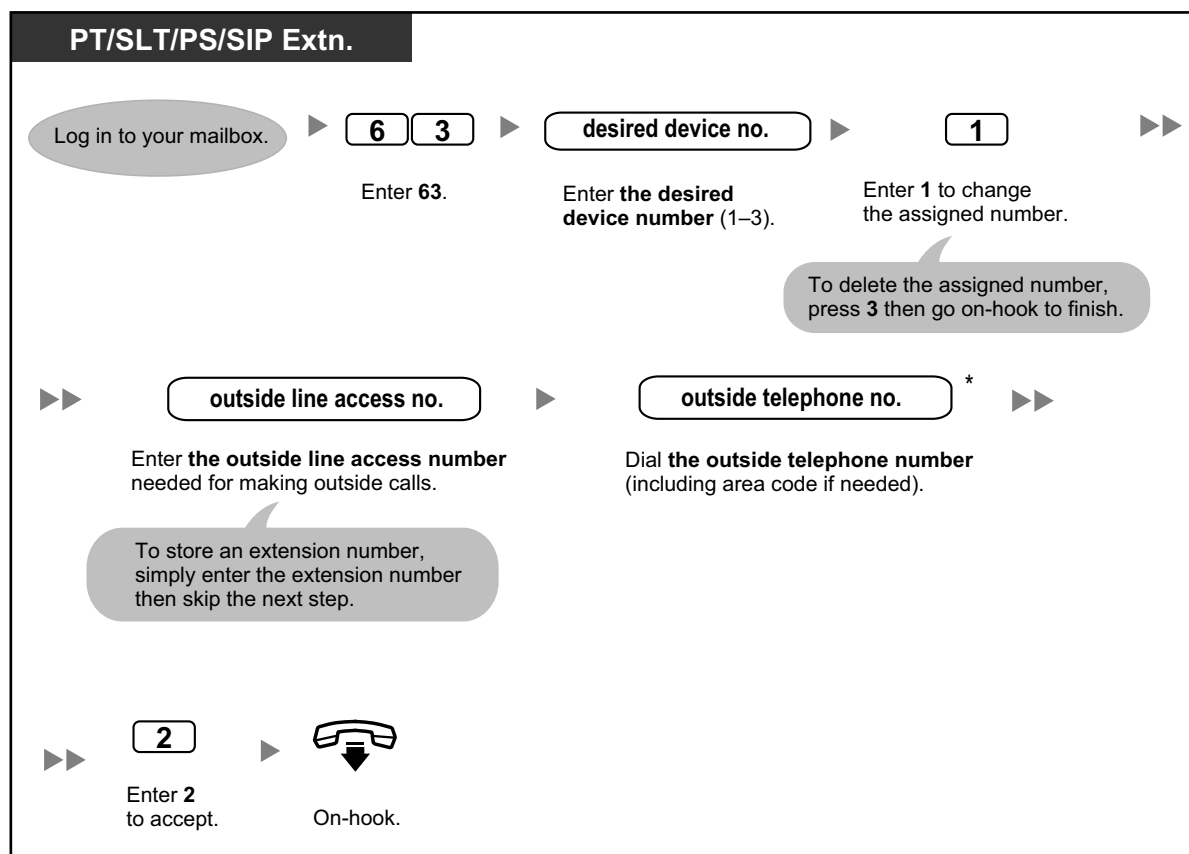 PT/SLT/PS/SIP Extn.
Log in to your mailbox.
6 3
desired device no.
1
Enter 63.
Enter the desired
device number (1–3).
Enter 1 to change
the assigned number.
To delete the assigned number,
press 3 then go on-hook to finish.
outside line access no.
outside telephone no. *
Enter the outside line access number
needed for making outside calls.
Dial the outside telephone number
(including area code if needed).
To store an extension number,
simply enter the extension number
then skip the next step.
2
Enter 2
to accept.
On-hook.